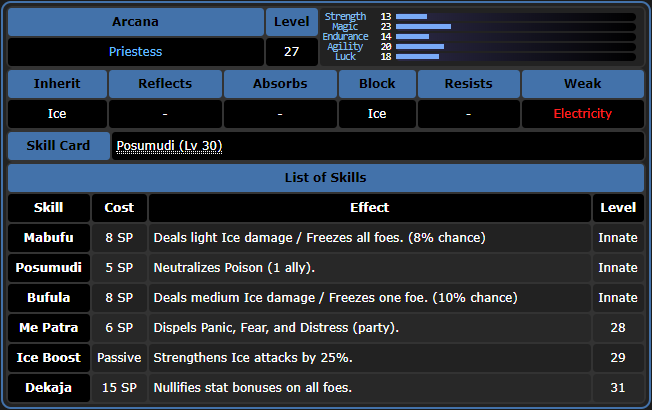 Arcana Level
Priestess 27
Strength 13
Magic 23
Endurance 14
Agility 20
Luck 18
Inherit Reflects Absorbs Block Resists Weak
Ice - - Ice - Electricity
Skill Card Posumudi (Lv 30)
List of Skills
Skill Cost Effect Level
Mabufu 8 SP Deals light Ice damage / Freezes all foes. (8% chance) Innate
Posumudi 5 SP Neutralizes Poison (1 ally). Innate
Bufula 8 SP Deals medium Ice damage / Freezes one foe. (10% chance) Innate
Me Patra 6 SP Dispels Panic, Fear, and Distress (party). 28
Ice Boost Passive Strengthens Ice attacks by 25%. 29
Dekaja 15 SP Nullifies stat bonuses on all foes. 31